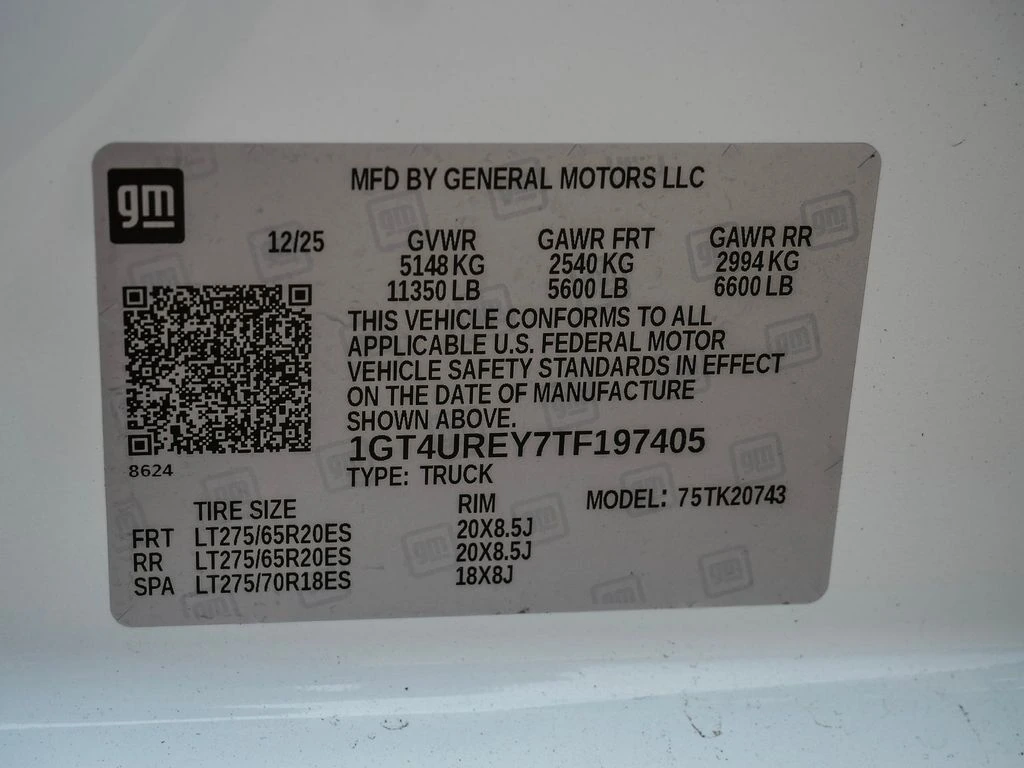 gm
MFD BY GENERAL MOTORS LLC
12/25 GVWR GAWR FRT GAWR RR
5148 KG 2540 KG 2994 KG
11350 LB 5600 LB 6600 LB
THIS VEHICLE CONFORMS TO ALL
APPLICABLE U.S. FEDERAL MOTOR
VEHICLE SAFETY STANDARDS IN EFFECT
ON THE DATE OF MANUFACTURE
SHOWN ABOVE.
1GT4UREY7TF197405
8624
TYPE: TRUCK
MODEL: 75TK20743
TIRE SIZE RIM
FRT LT275/65R20ES 20X8.5J
RR LT275/65R20ES 20X8.5J
SPA LT275/70R18ES 18X8J